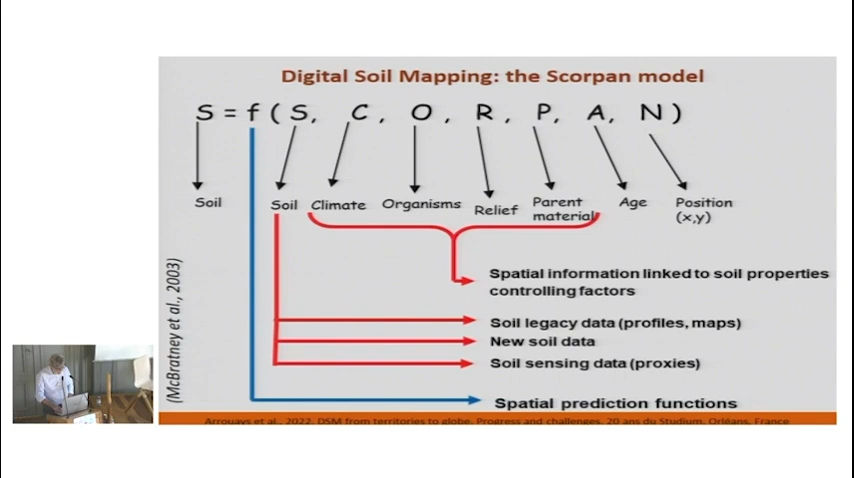 Digital Soil Mapping: the Scorpan model
S = f ( S, C, O, R, P, A, N )
Soil Soil Climate Organisms Relief Parent material Age Position (x,y)
Spatial information linked to soil properties
controlling factors
Soil legacy data (profiles, maps)
New soil data
Soil sensing data (proxies)
Spatial prediction functions
(McBratney et al., 2003)
Arrouays et al., 2022. DSM from territories to globe. Progress and challenges. 20 ans du Studium, Orléans, France